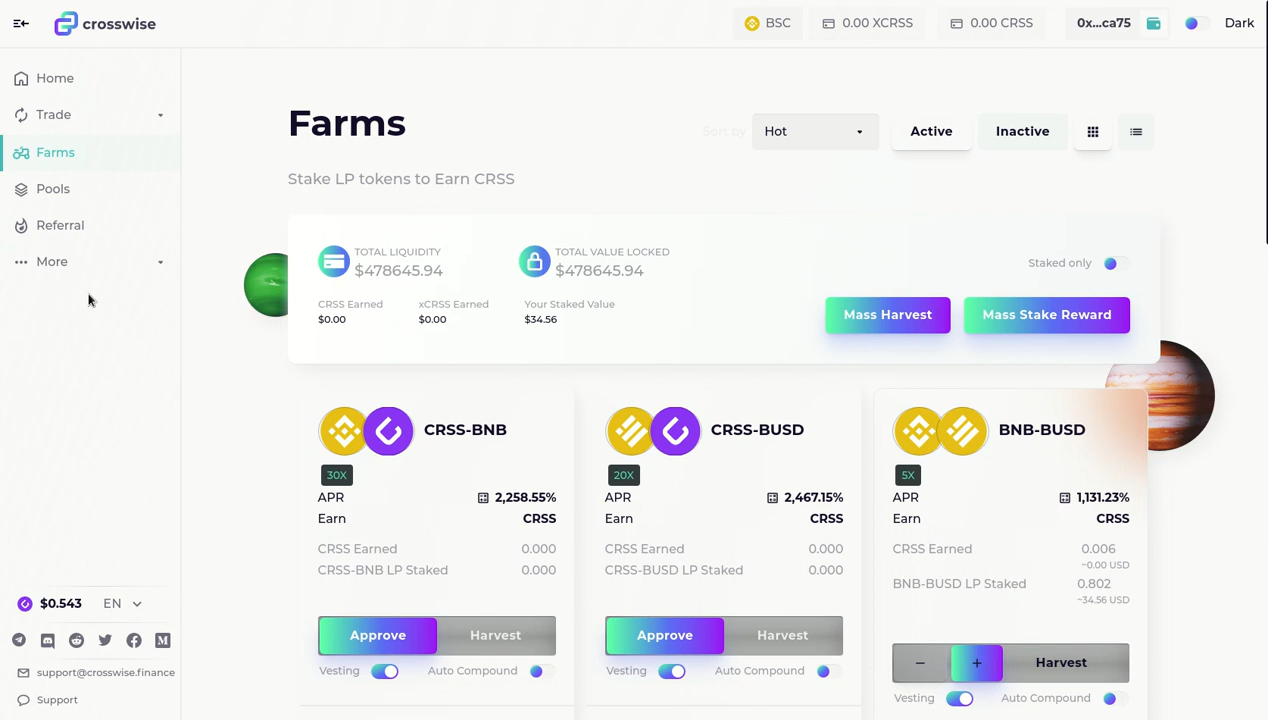 crosswise
BSC
0.00 XCRSS
0.00 CRSS
0x...ca75
Dark
Home
Trade
Farms
Pools
Referral
More
Farms
Sort by
Hot
Active
Inactive
Stake LP tokens to Earn CRSS
TOTAL LIQUIDITY
$478645.94
TOTAL VALUE LOCKED
$478645.94
Staked only
CRSS Earned
$0.00
xCRSS Earned
$0.00
Your Staked Value
$34.56
Mass Harvest
Mass Stake Reward
CRSS-BNB
30X
APR 2,258.55%
Earn CRSS
CRSS Earned 0.000
CRSS-BNB LP Staked 0.000
Approve Harvest
Vesting Auto Compound
CRSS-BUSD
20X
APR 2,467.15%
Earn CRSS
CRSS Earned 0.000
CRSS-BUSD LP Staked 0.000
Approve Harvest
Vesting Auto Compound
BNB-BUSD
5X
APR 1,131.23%
Earn CRSS
CRSS Earned 0.006
~0.00 USD
BNB-BUSD LP Staked 0.802
~34.56 USD
− + Harvest
Vesting Auto Compound
$0.543 EN
support@crosswise.finance
Support